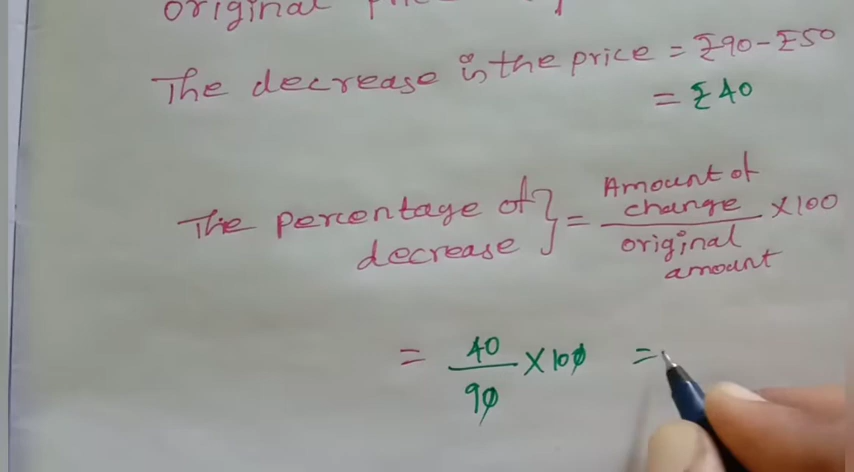 original
The decrease in the price = ₹90 - ₹50
= ₹40
The percentage of decrease } = Amount of change / original amount × 100
= 40 / 90 × 100 =